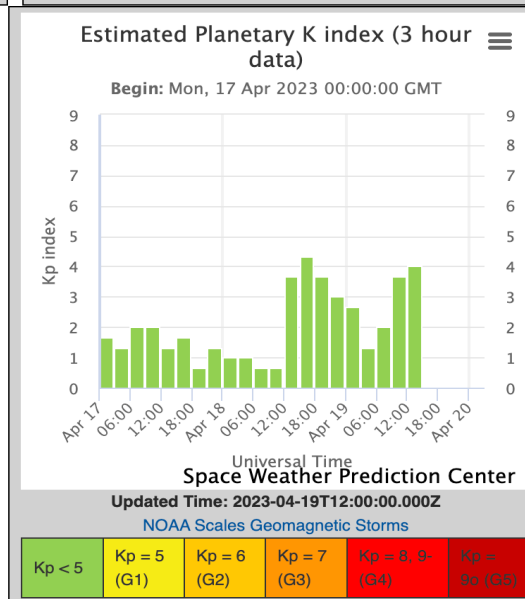 Estimated Planetary K index (3 hour
data)
Begin: Mon, 17 Apr 2023 00:00:00 GMT
9 9
8 8
7 7
6 6
5 5
4 4
3 3
2 2
1 1
0 0
Kp index
Apr 17 06:00 12:00 18:00 Apr 18 06:00 12:00 18:00 Apr 19 06:00 12:00 18:00 Apr 20
Universal Time
Space Weather Prediction Center
Updated Time: 2023-04-19T12:00:00.000Z
NOAA Scales Geomagnetic Storms
Kp < 5 Kp = 5 Kp = 6 Kp = 7 Kp = 8, 9- Kp =
(G1) (G2) (G3) (G4) 9o (G5)